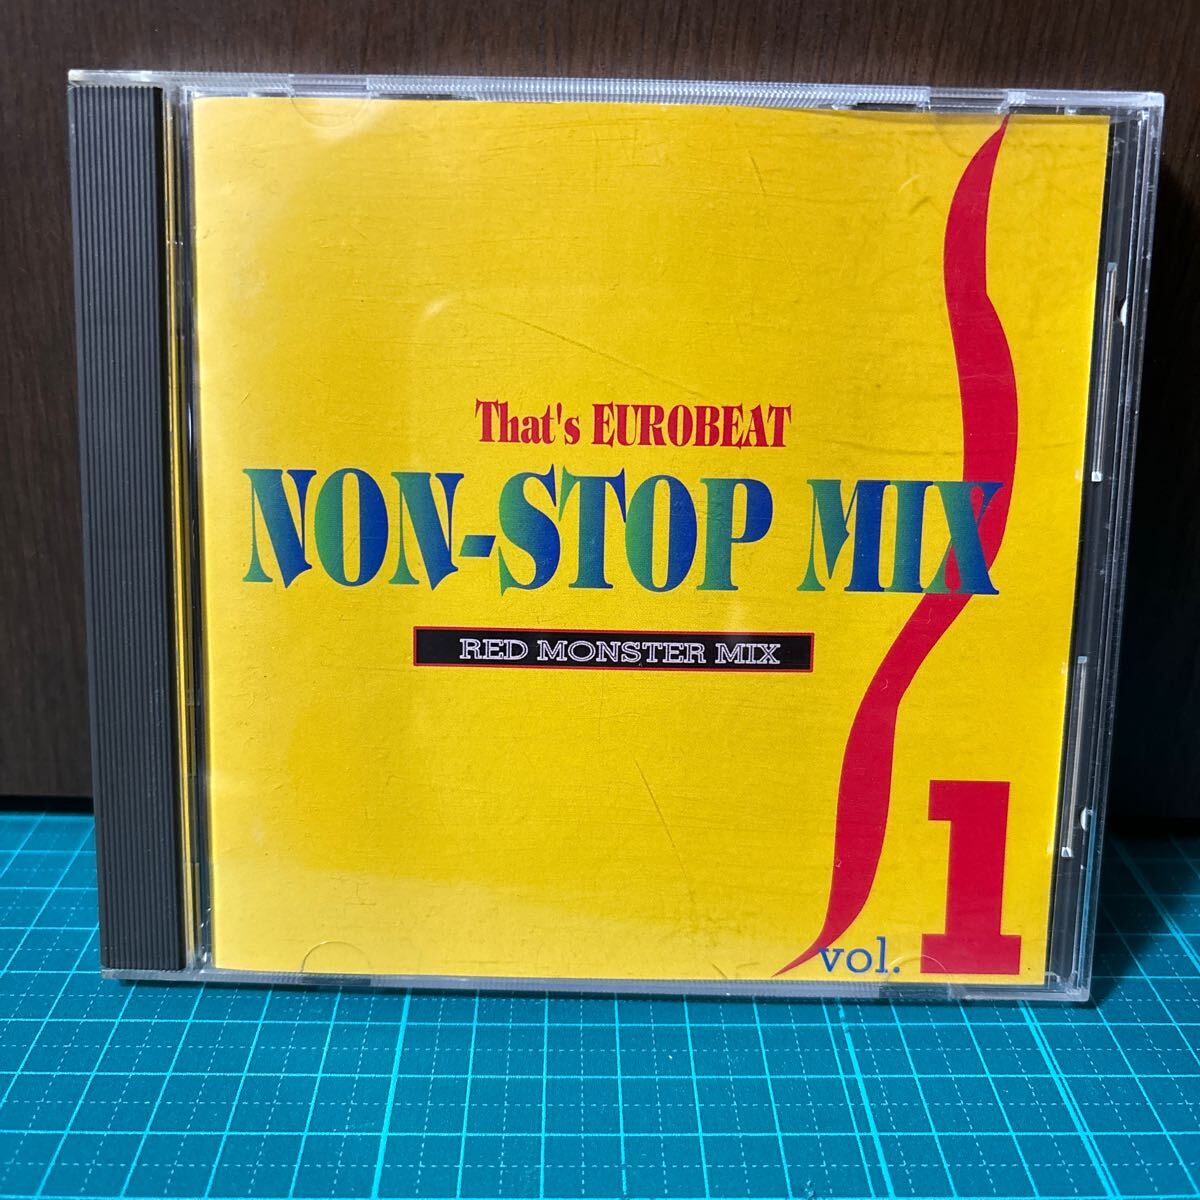 That's EUROBEAT
NON-STOP MIX
RED MONSTER MIX
vol. 1